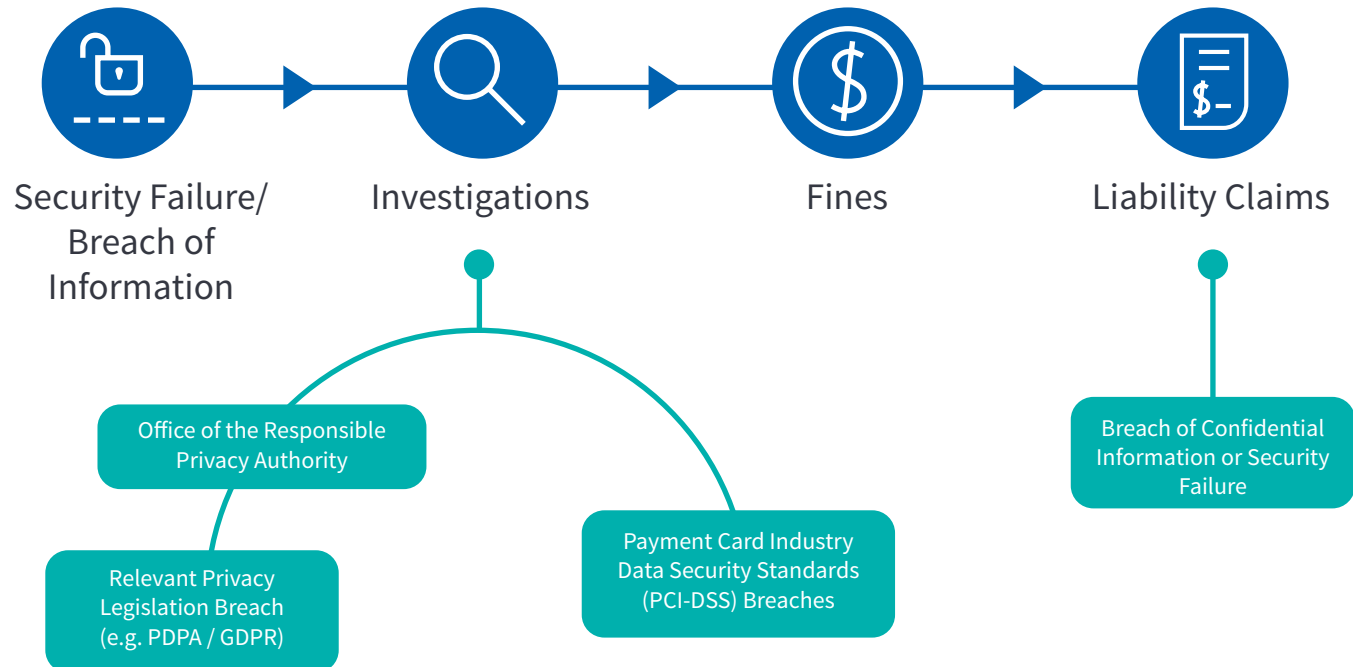 Security Failure/
Breach of
Information
Investigations
Fines
Liability Claims
Office of the Responsible
Privacy Authority
Relevant Privacy
Legislation Breach
(e.g. PDPA / GDPR)
Payment Card Industry
Data Security Standards
(PCI-DSS) Breaches
Breach of Confidential
Information or Security
Failure